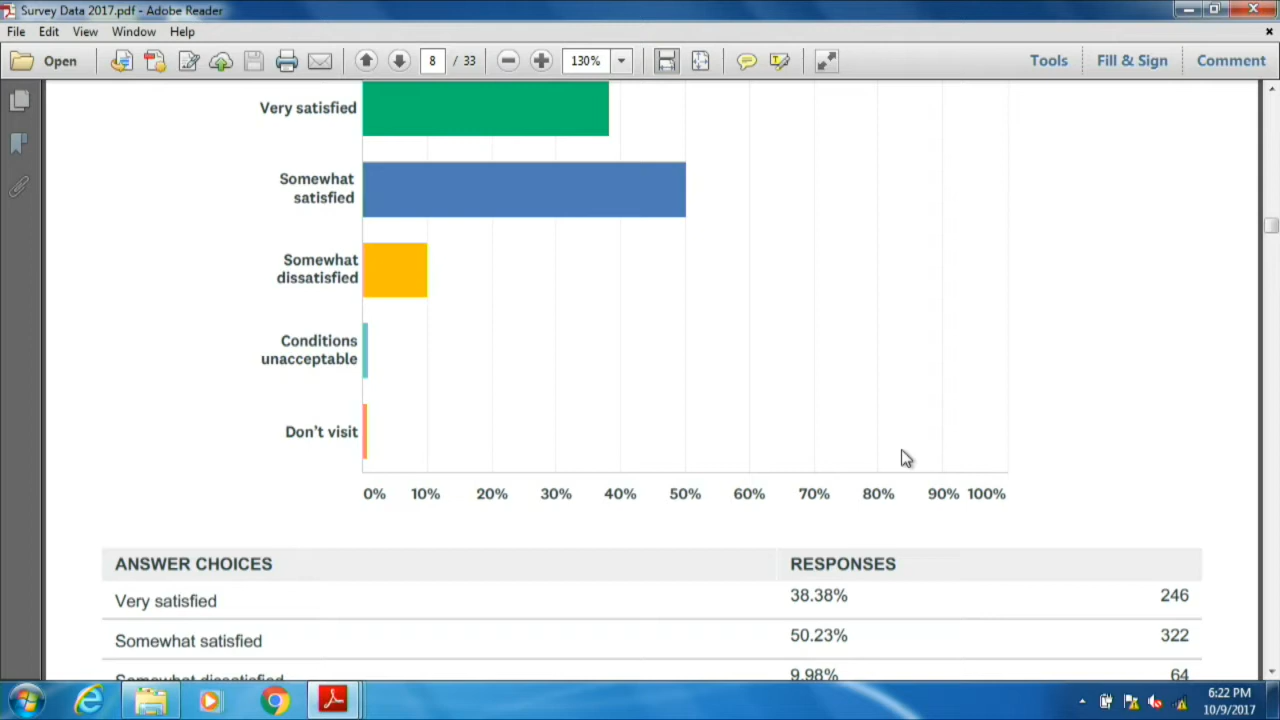 Survey Data 2017.pdf - Adobe Reader
File Edit View Window Help
Open 8 / 33 130% Tools Fill & Sign Comment
Very satisfied
Somewhat
satisfied
Somewhat
dissatisfied
Conditions
unacceptable
Don't visit
0% 10% 20% 30% 40% 50% 60% 70% 80% 90% 100%
ANSWER CHOICES RESPONSES
Very satisfied 38.38% 246
Somewhat satisfied 50.23% 322
Somewhat dissatisfied 9.98% 64
6:22 PM
10/9/2017